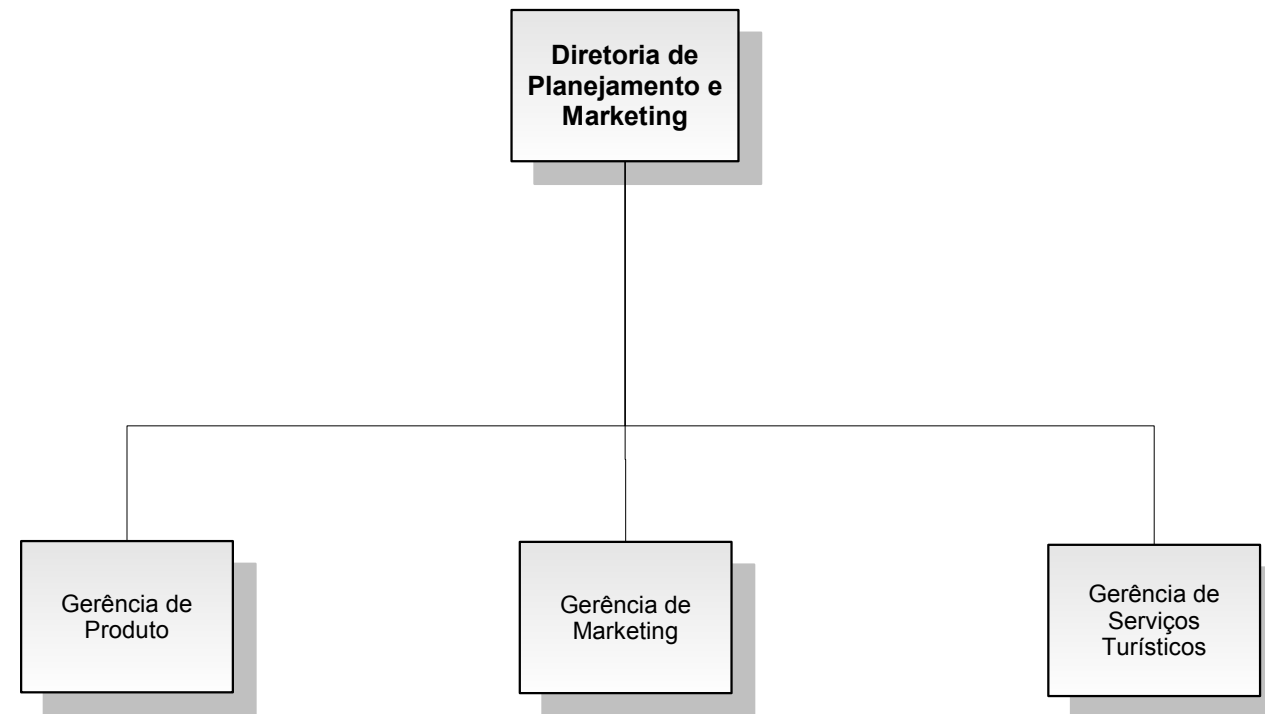 Diretoria de
Planejamento e
Marketing
Gerência de
Produto
Gerência de
Marketing
Gerência de
Serviços
Turísticos